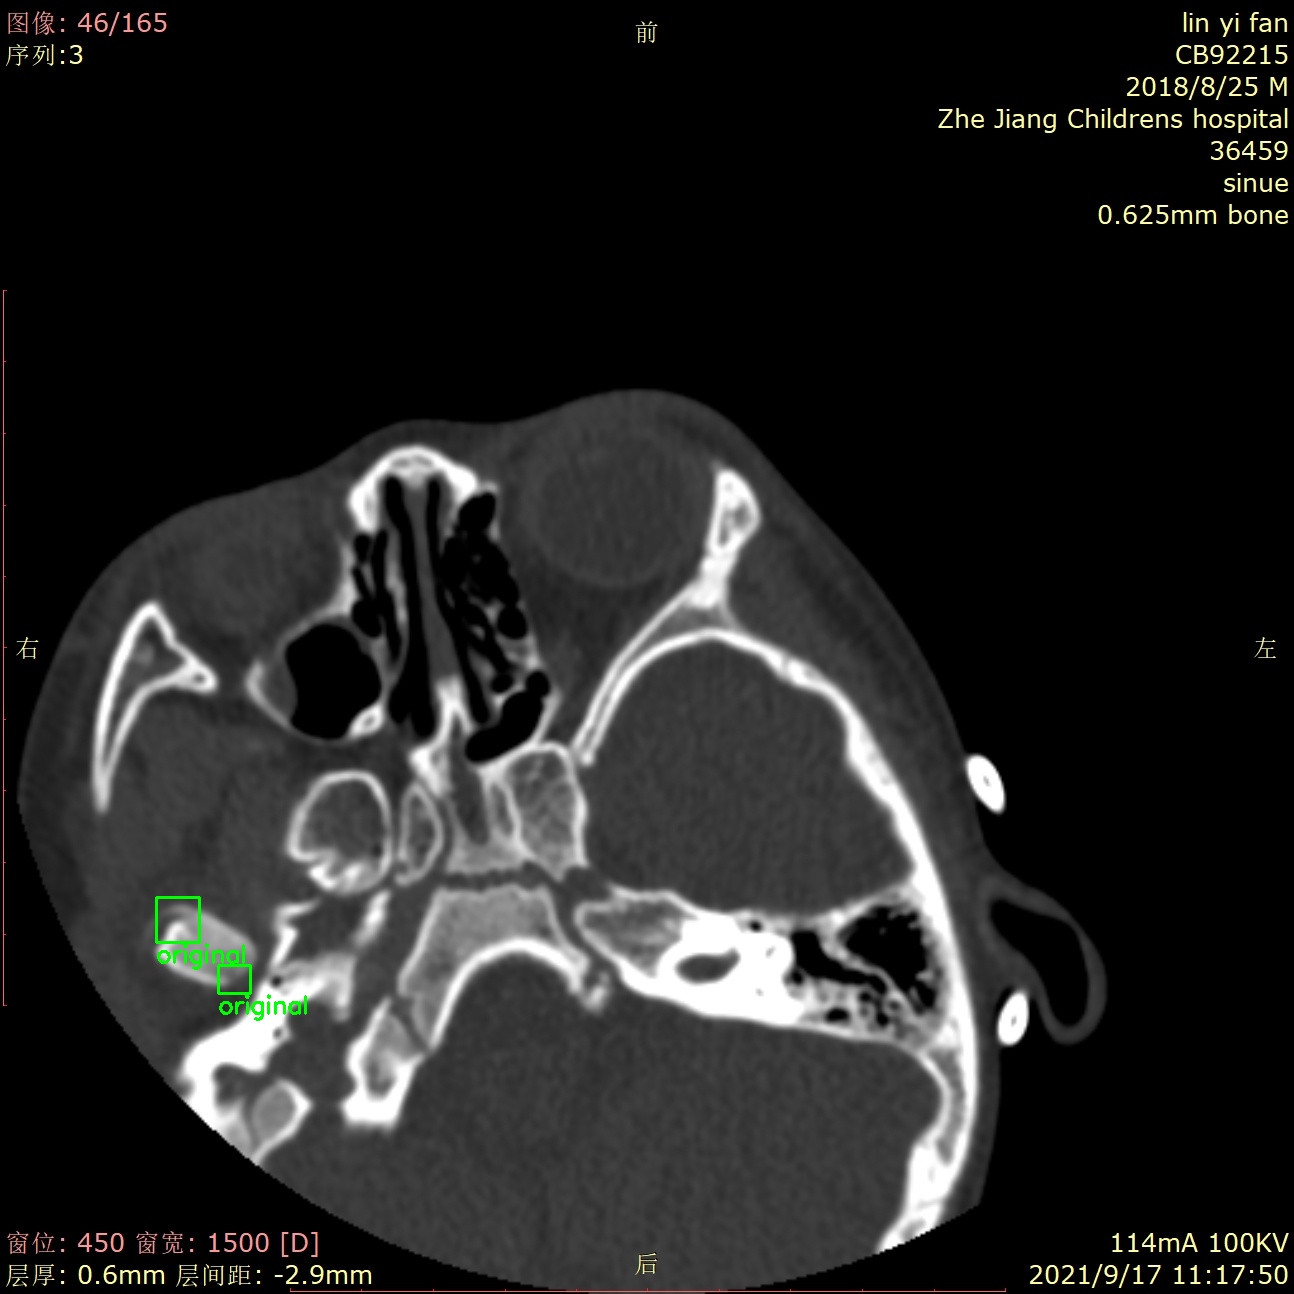 图像: 46/165
序列:3
前
lin yi fan
CB92215
2018/8/25 M
Zhe Jiang Childrens hospital
36459
sinue
0.625mm bone
右
左
original
original
窗位: 450 窗宽: 1500 [D]
层厚: 0.6mm 层间距: -2.9mm
后
114mA 100KV
2021/9/17 11:17:50